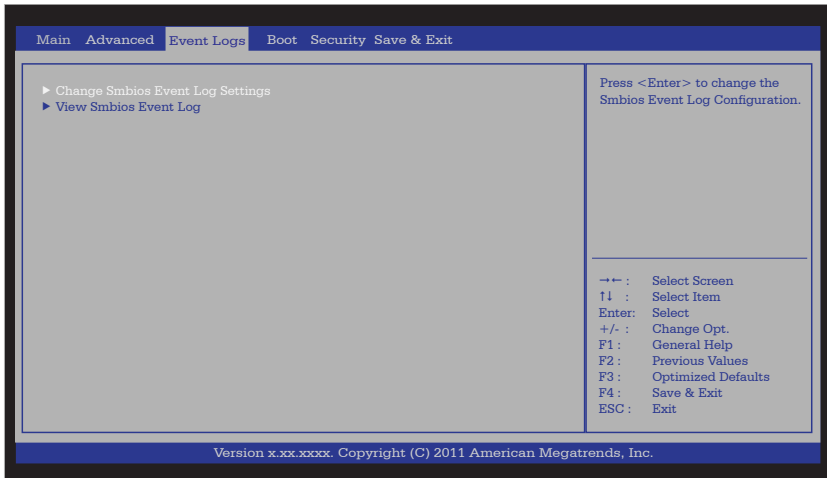 Main Advanced Event Logs Boot Security Save & Exit
▶ Change Smbios Event Log Settings
▶ View Smbios Event Log
Press <Enter> to change the
Smbios Event Log Configuration.
→← : Select Screen
↑↓ : Select Item
Enter: Select
+/- : Change Opt.
F1 : General Help
F2 : Previous Values
F3 : Optimized Defaults
F4 : Save & Exit
ESC : Exit
Version x.xx.xxxx. Copyright (C) 2011 American Megatrends, Inc.